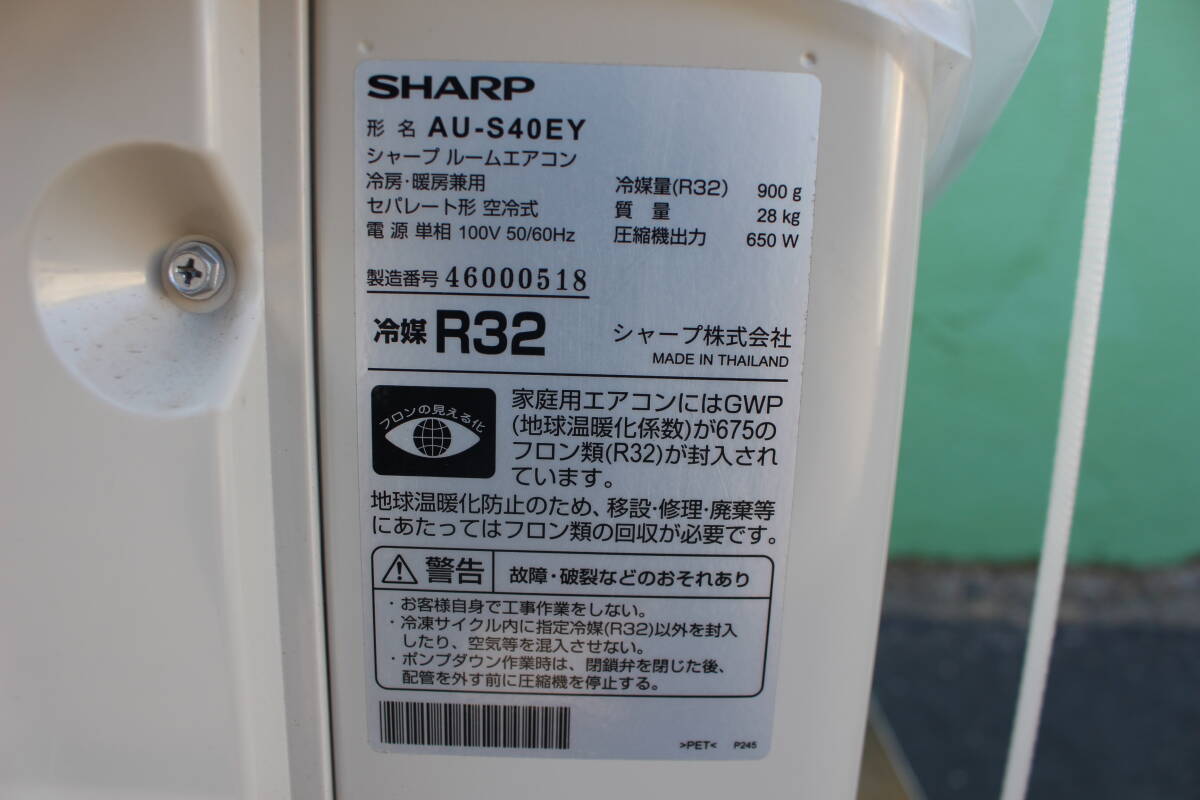 SHARP
形名 AU-S40EY
シャープ ルームエアコン
冷房・暖房兼用
セパレート形 空冷式
電源 単相 100V 50/60Hz
冷媒量(R32) 900 g
質量 28 kg
圧縮機出力 650 W
製造番号 46000518
冷媒 R32
シャープ株式会社
MADE IN THAILAND
フロンの見える化
家庭用エアコンにはGWP
(地球温暖化係数)が675の
フロン類(R32)が封入され
ています。
地球温暖化防止のため、移設・修理・廃棄等
にあたってはフロン類の回収が必要です。
警告 故障・破裂などのおそれあり
・お客様自身で工事作業をしない。
・冷凍サイクル内に指定冷媒(R32)以外を封入
したり、空気等を混入させない。
・ポンプダウン作業時は、閉鎖弁を閉じた後、
配管を外す前に圧縮機を停止する。
>PET< P245